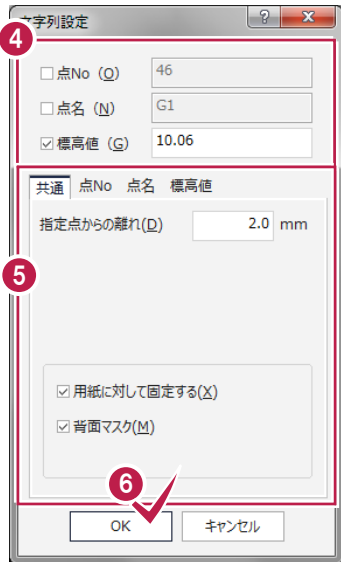 文字列設定
?
4
点No (O) 46
点名 (N) G1
標高値 (G) 10.06
共通 点No 点名 標高値
指定点からの離れ(D) 2.0 mm
5
用紙に対して固定する(X)
背面マスク(M)
6
OK キャンセル